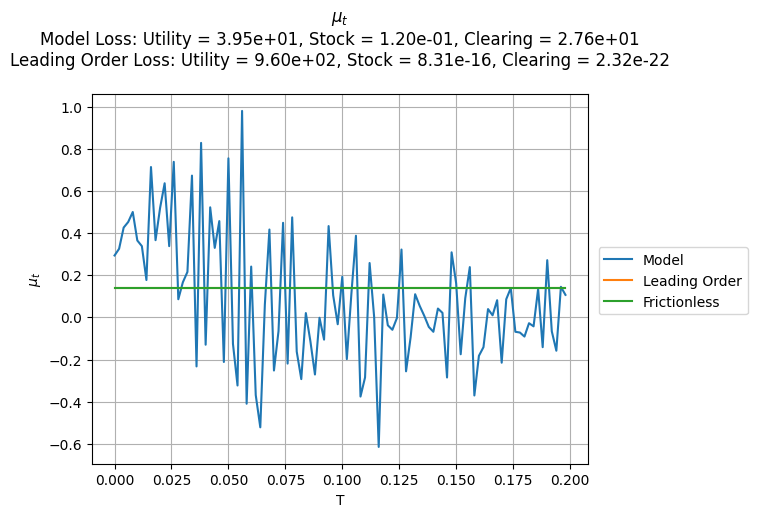 μt
Model Loss: Utility = 3.95e+01, Stock = 1.20e-01, Clearing = 2.76e+01
Leading Order Loss: Utility = 9.60e+02, Stock = 8.31e-16, Clearing = 2.32e-22
1.0
0.8
0.6
0.4
0.2
0.0
−0.2
−0.4
−0.6
μt
0.000
0.025
0.050
0.075
0.100
0.125
0.150
0.175
0.200
T
Model
Leading Order
Frictionless